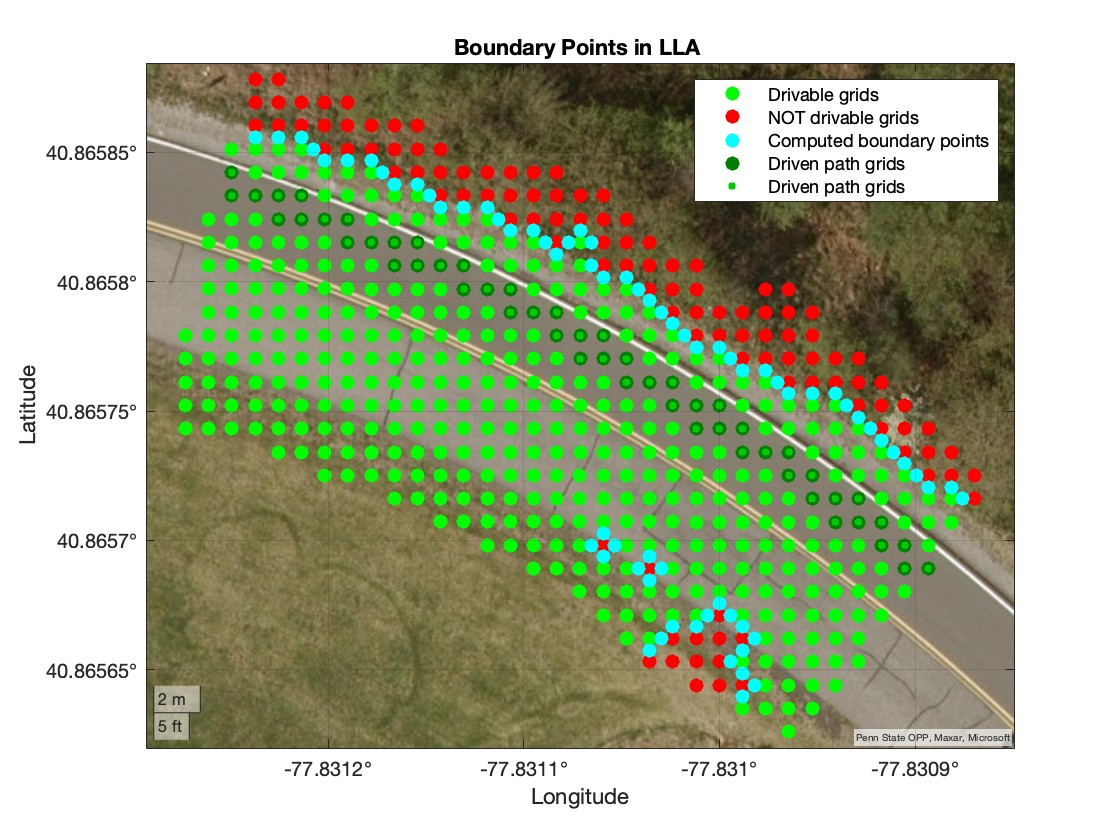 Boundary Points in LLA
Drivable grids
NOT drivable grids
Computed boundary points
Driven path grids
Driven path grids
Latitude
40.86585°
40.8658°
40.86575°
40.8657°
40.86565°
2 m
5 ft
Penn State OPP, Maxar, Microsoft
-77.8312°
-77.8311°
-77.831°
-77.8309°
Longitude